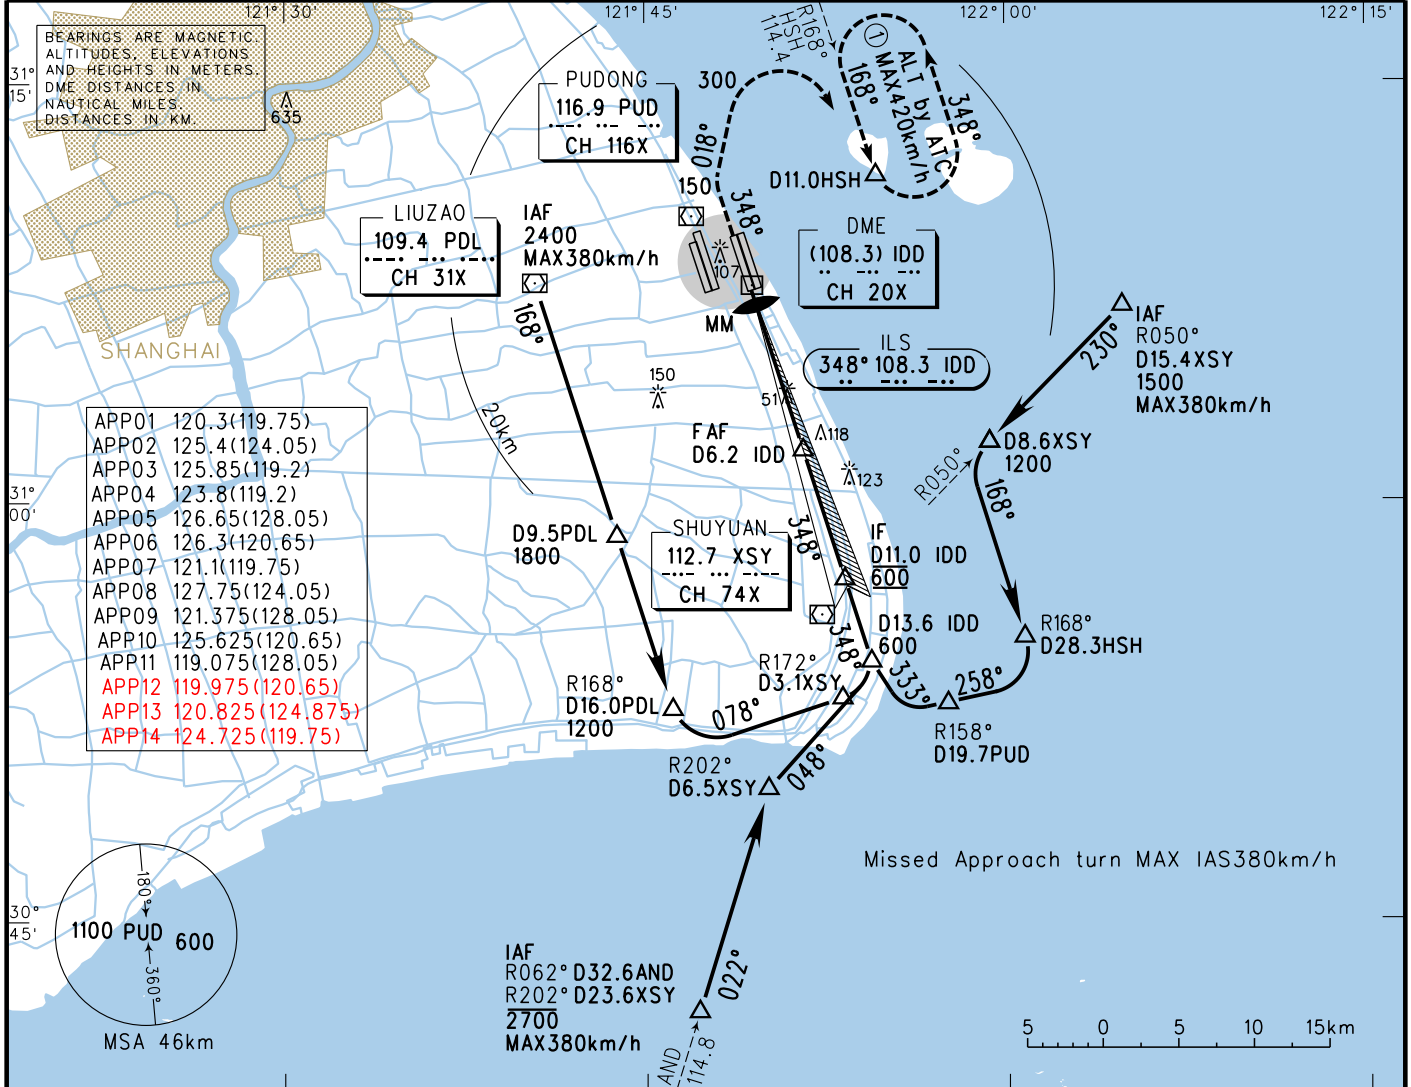 121° 30'
121° 45'
122° 00'
122° 15'
BEARINGS ARE MAGNETIC.
ALTITUDES, ELEVATIONS
AND HEIGHTS IN METERS.
DME DISTANCES IN
NAUTICAL MILES.
DISTANCES IN KM.
31°
15'
635
PUDONG
116.9 PUD
CH 116X
300
018°
150
348°
R168°
HSH
114.4
1
168°
ALT by ATC
MAX420km/h
348°
D11.0HSH
LIUZAO
109.4 PDL
CH 31X
IAF
2400
MAX380km/h
168°
107
MM
DME
(108.3) IDD
CH 20X
ILS
348° 108.3 IDD
IAF
R050°
D15.4XSY
1500
MAX380km/h
230°
SHANGHAI
20km
150
51
118
123
FAF
D6.2 IDD
D8.6XSY
1200
R050°
168°
APP01 120.3(119.75)
APP02 125.4(124.05)
APP03 125.85(119.2)
APP04 123.8(119.2)
APP05 126.65(128.05)
APP06 126.3(120.65)
APP07 121.1(119.75)
APP08 127.75(124.05)
APP09 121.375(128.05)
APP10 125.625(120.65)
APP11 119.075(128.05)
APP12 119.975(120.65)
APP13 120.825(124.875)
APP14 124.725(119.75)
31°
00'
D9.5PDL
1800
SHUYUAN
112.7 XSY
CH 74X
348°
IF
D11.0 IDD
600
D13.6 IDD
600
348°
R172°
D3.1XSY
333°
258°
R168°
D28.3HSH
R158°
D19.7PUD
R168°
D16.0PDL
1200
078°
R202°
D6.5XSY
048°
Missed Approach turn MAX IAS380km/h
30°
45'
180°
1100 PUD 600
360°
MSA 46km
IAF
R062° D32.6AND
R202° D23.6XSY
2700
MAX380km/h
022°
AND
114.8
5 0 5 10 15km